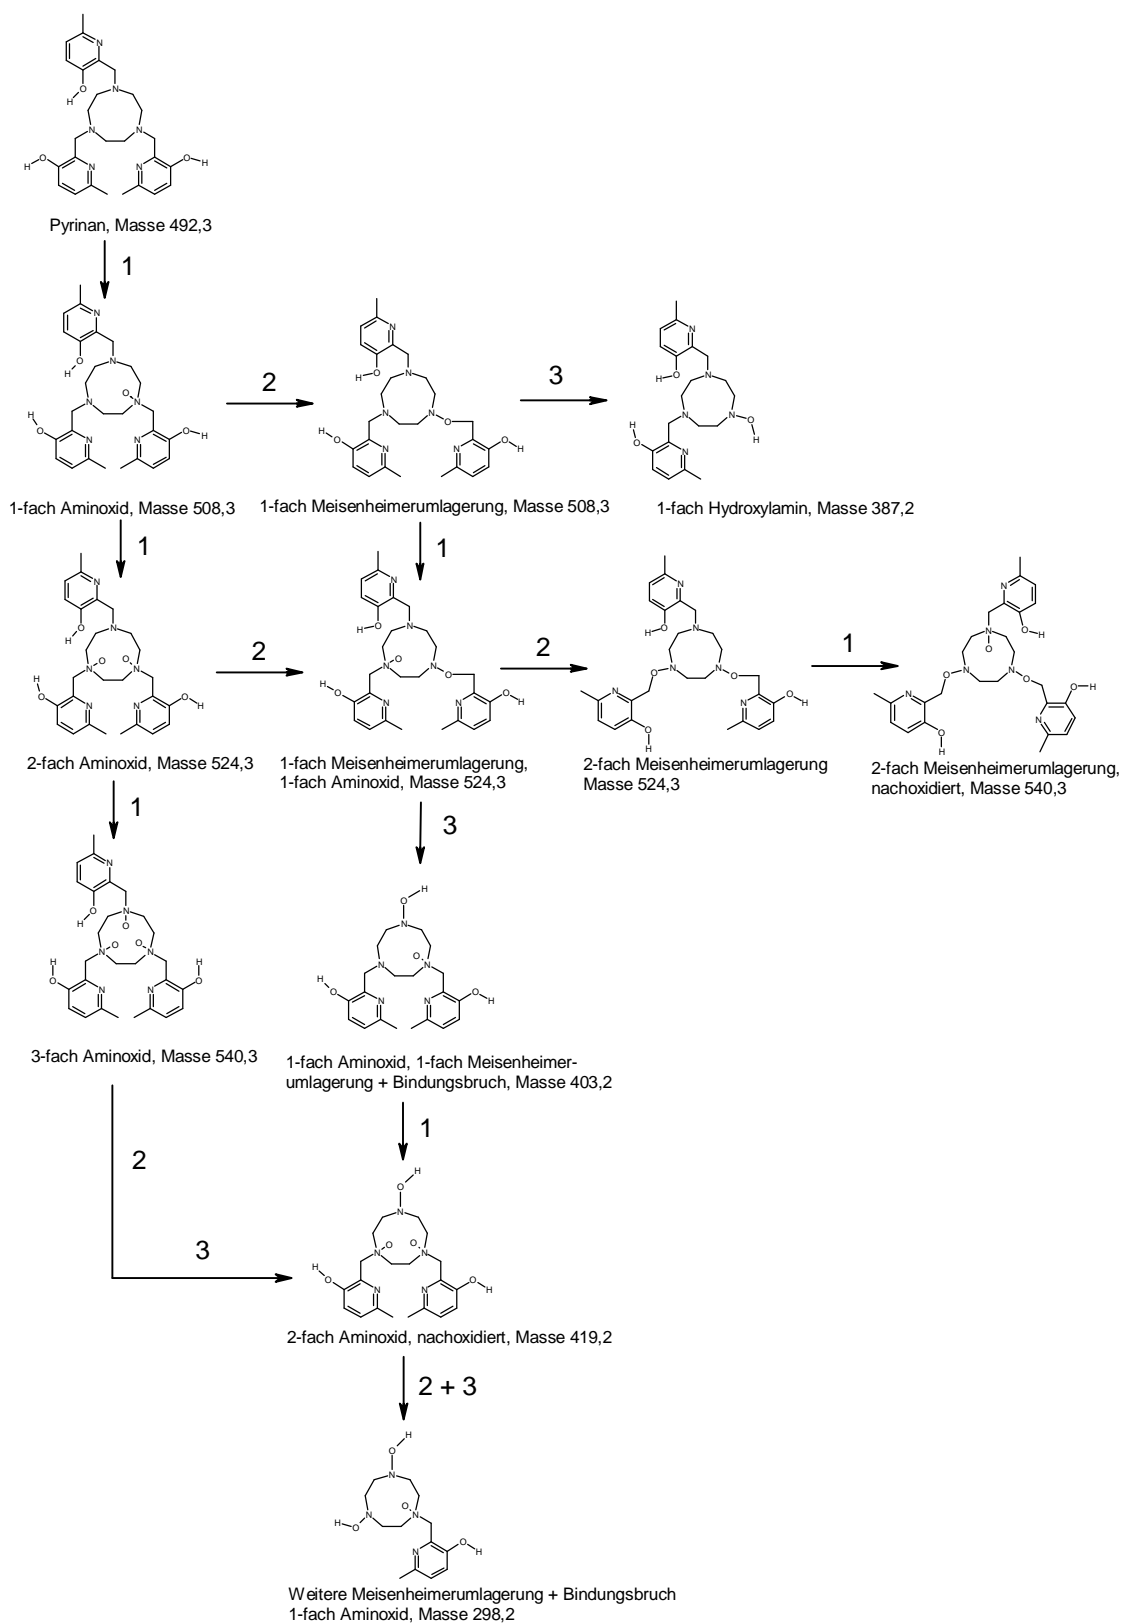 Pyrinan, Masse 492,3
1
1-fach Aminoxid, Masse 508,3
2
1-fach Meisenheimerumlagerung, Masse 508,3
3
1-fach Hydroxylamin, Masse 387,2
1
1
2-fach Aminoxid, Masse 524,3
2
1-fach Meisenheimerumlagerung,
1-fach Aminoxid, Masse 524,3
2
2-fach Meisenheimerumlagerung
Masse 524,3
1
2-fach Meisenheimerumlagerung,
nachoxidiert, Masse 540,3
1
3
3-fach Aminoxid, Masse 540,3
1-fach Aminoxid, 1-fach Meisenheimer-
umlagerung + Bindungsbruch, Masse 403,2
1
2
3
2-fach Aminoxid, nachoxidiert, Masse 419,2
2 + 3
Weitere Meisenheimerumlagerung + Bindungsbruch
1-fach Aminoxid, Masse 298,2